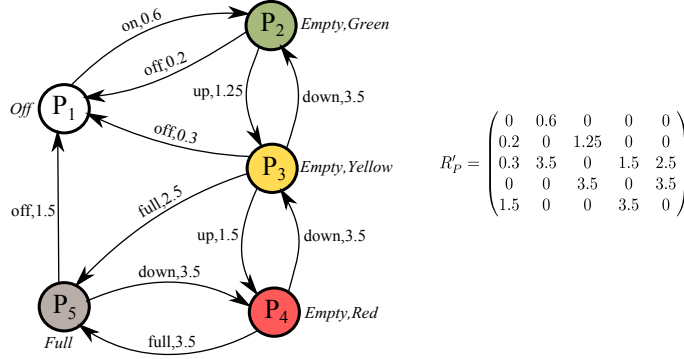 on,0.6
P2
Empty,Green
off,0.2
up,1.25
down,3.5
Off
P1
off,0.3
P3
Empty,Yellow
full,2.5
off,1.5
up,1.5
down,3.5
P5
down,3.5
P4
Empty,Red
Full
full,3.5
R'P =
0 0.6 0 0 0
0.2 0 1.25 0 0
0.3 3.5 0 1.5 2.5
0 0 3.5 0 3.5
1.5 0 0 3.5 0